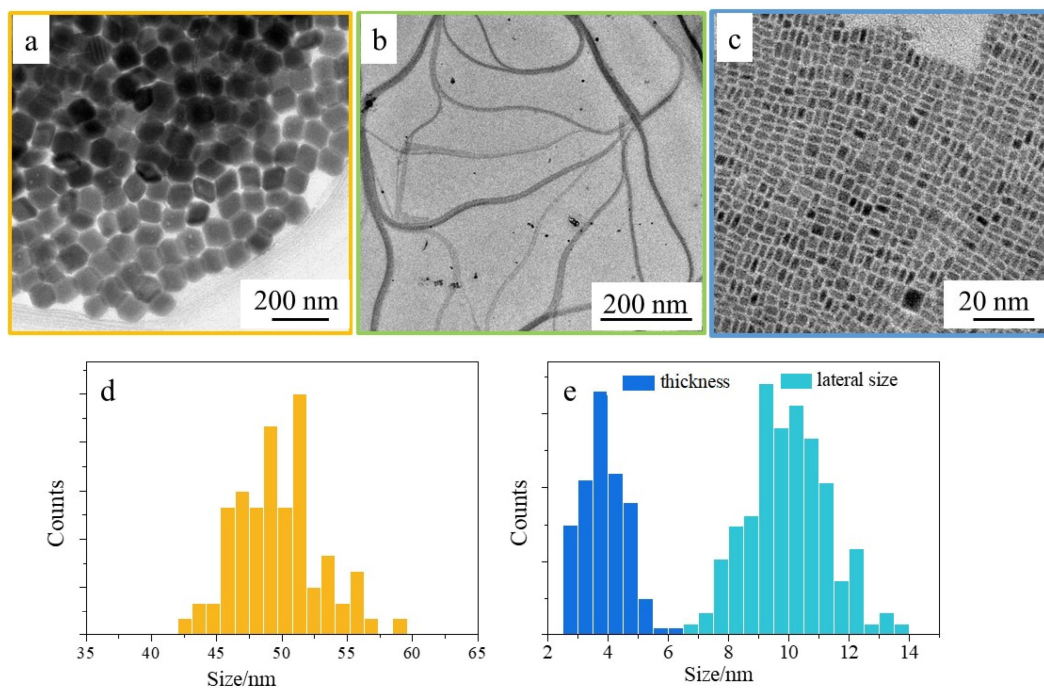 a
200 nm
b
200 nm
c
20 nm
d
Counts
35 40 45 50 55 60 65
Size/nm
e
thickness
lateral size
Counts
2 4 6 8 10 12 14
Size/nm